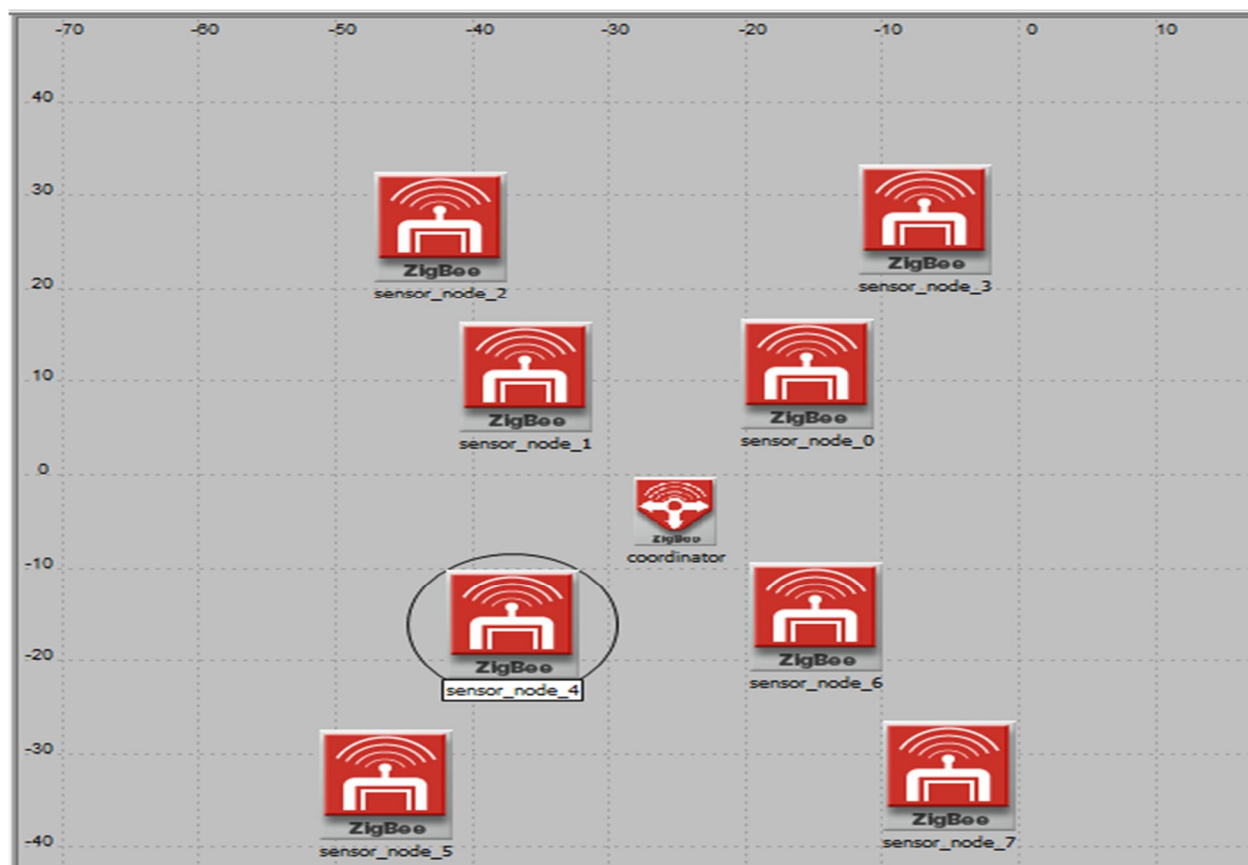 -70 -60 -50 -40 -30 -20 -10 0 10
40
30
ZigBee
sensor_node_3
ZigBee
sensor_node_2
20
10
ZigBee
sensor_node_0
ZigBee
sensor_node_1
0
ZigBee
coordinator
-10
-20
ZigBee
sensor_node_6
ZigBee
sensor_node_4
-30
ZigBee
sensor_node_7
ZigBee
sensor_node_5
-40